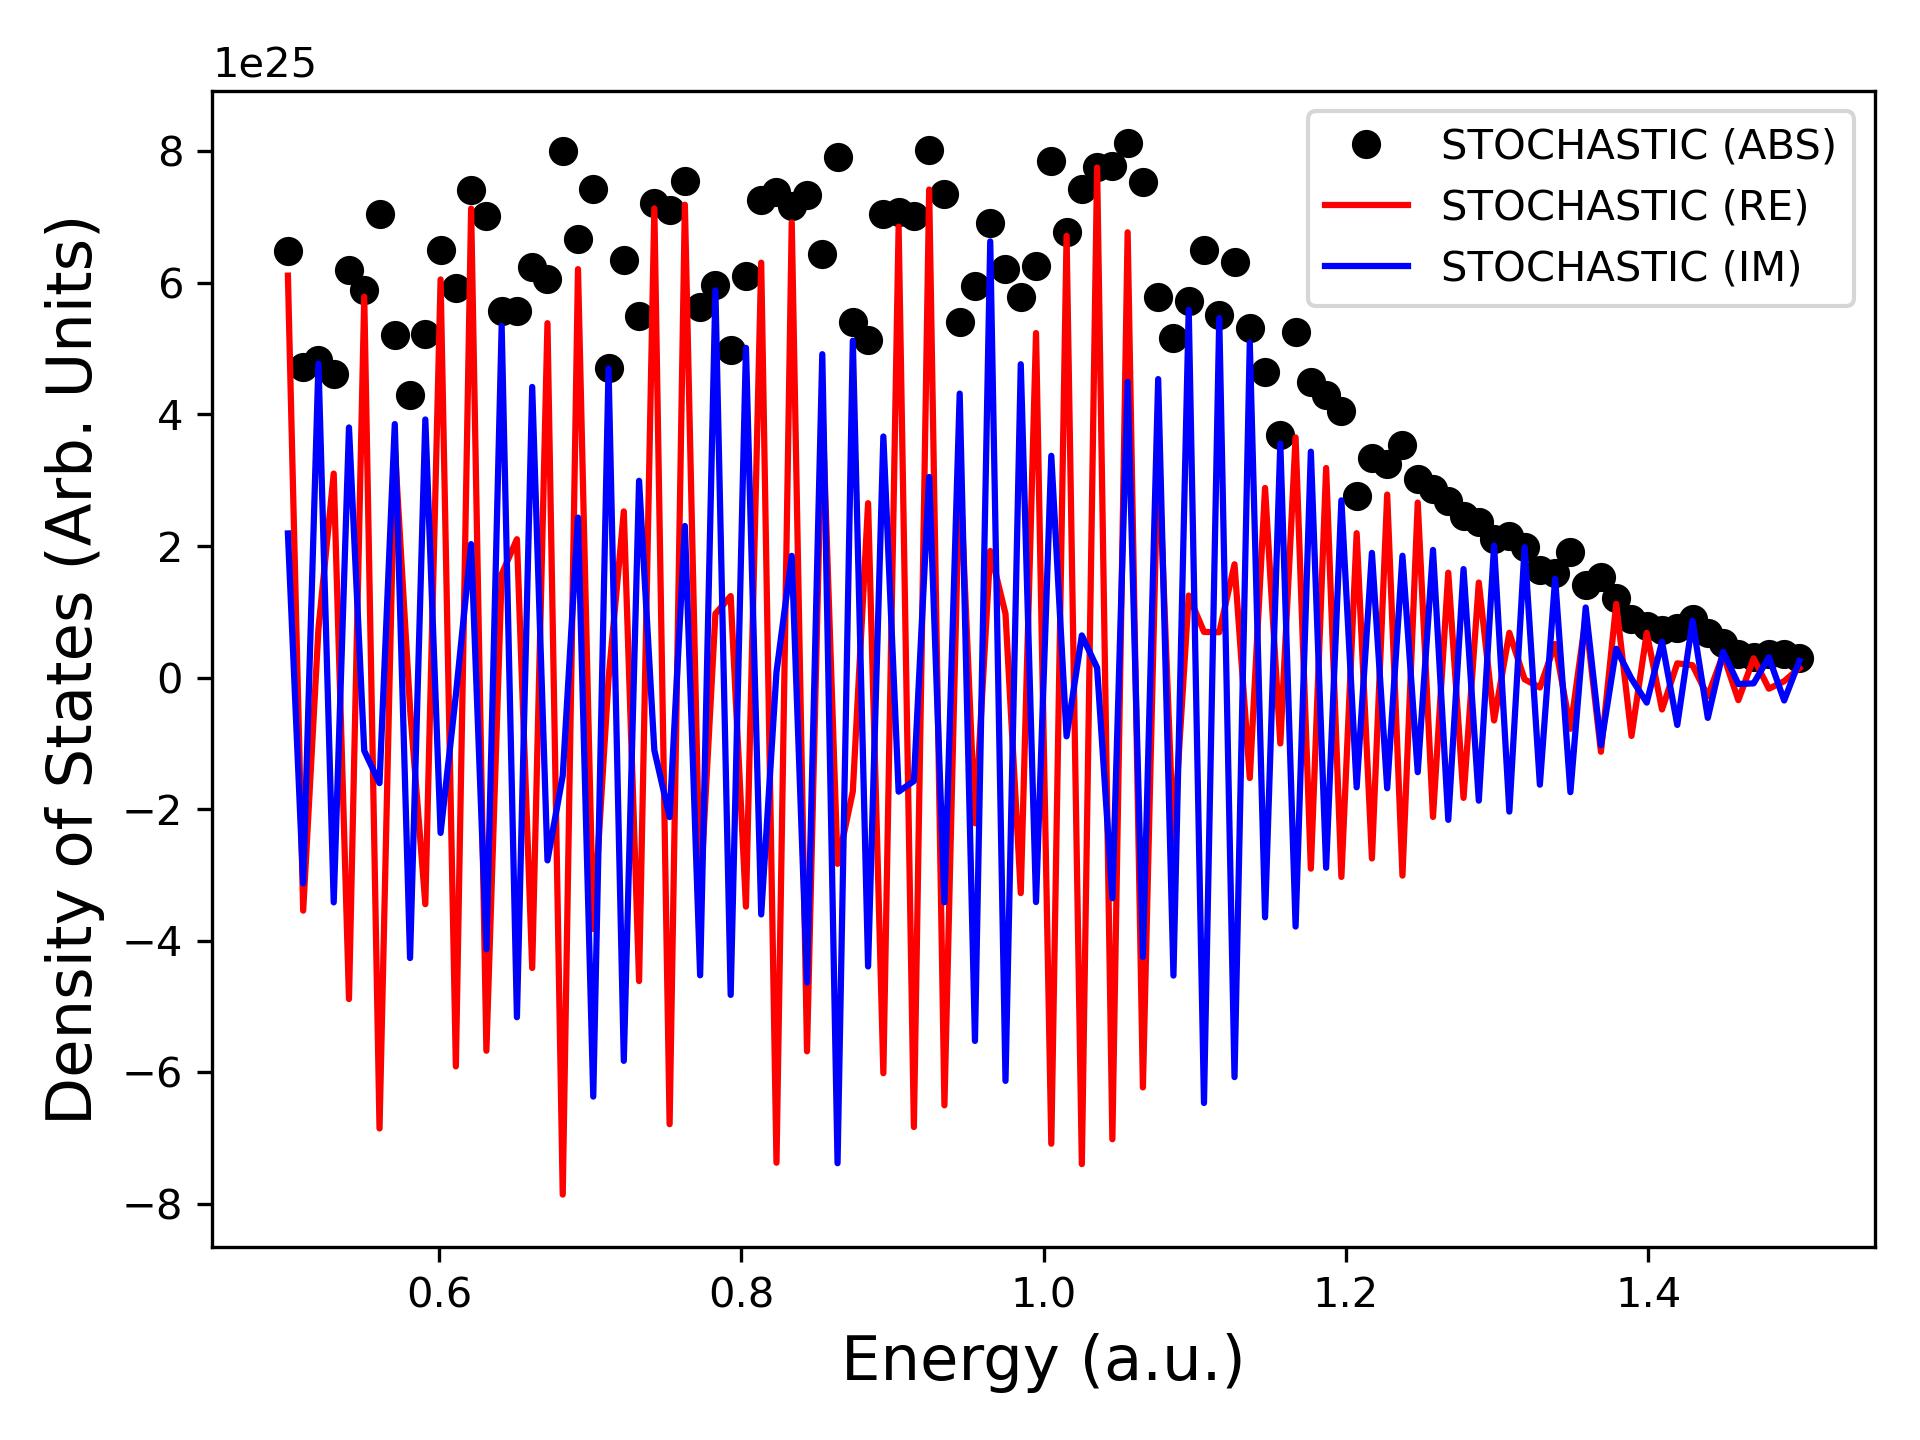 1e25
8
6
4
2
0
−2
−4
−6
−8
Density of States (Arb. Units)
STOCHASTIC (ABS)
STOCHASTIC (RE)
STOCHASTIC (IM)
0.6 0.8 1.0 1.2 1.4
Energy (a.u.)